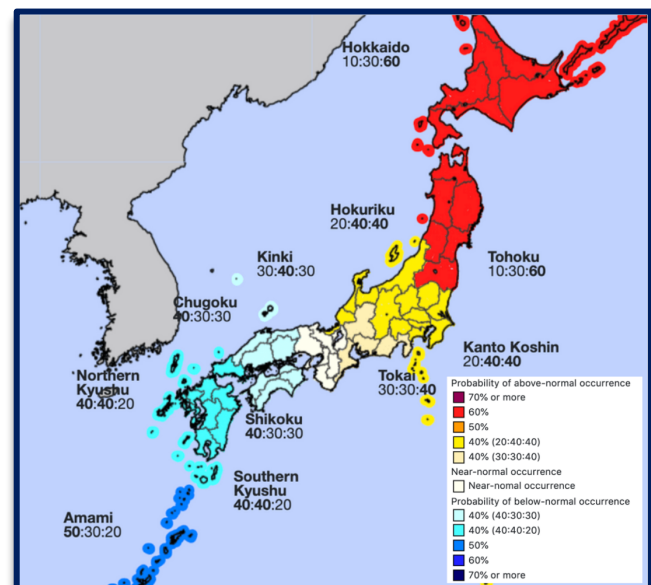 Hokkaido
10:30:60
Hokuriku
20:40:40
Kinki
30:40:30
Tohoku
10:30:60
Chugoku
40:30:30
Kanto Koshin
20:40:40
Northern
Kyushu
40:40:20
Tokai
30:30:40
Shikoku
40:30:30
Southern
Kyushu
40:40:20
Amami
50:30:20
Probability of above-normal occurrence
70% or more
60%
50%
40% (20:40:40)
40% (30:30:40)
Near-normal occurrence
Near-nomal occurrence
Probability of below-normal occurrence
40% (40:30:30)
40% (40:40:20)
50%
60%
70% or more